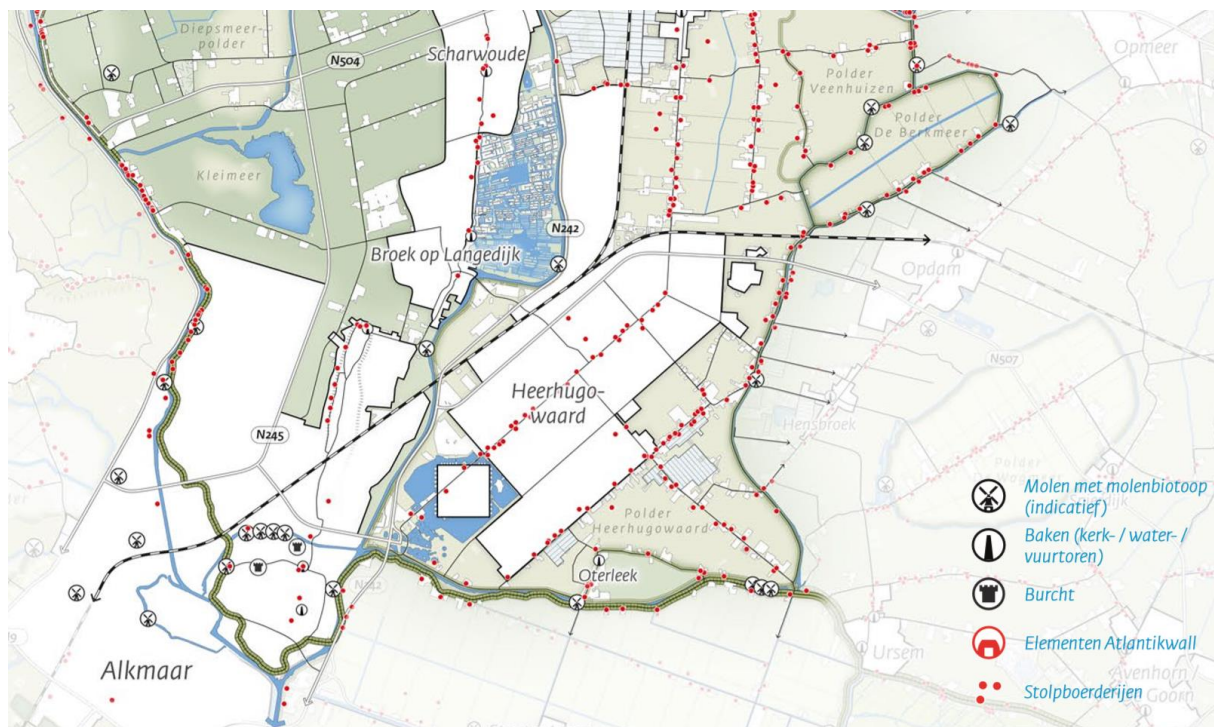 Diepsmeer-
polder
N504
Scharwoude
Polder
Veenhuizen
Opmeer
Polder
De Berkmeer
Kleimeer
N242
Broek op Langedijk
Opdam
N507
Heerhugo-
waard
Hensbroek
N245
Polder
Heerhugowaard
Oterleek
N242
Ursem
Alkmaar
Avenhorn /
Goorn
Molen met molenbiotoop
(indicatief)
Baken (kerk- / water- /
vuurtoren)
Burcht
Elementen Atlantikwall
Stolpboerderijen